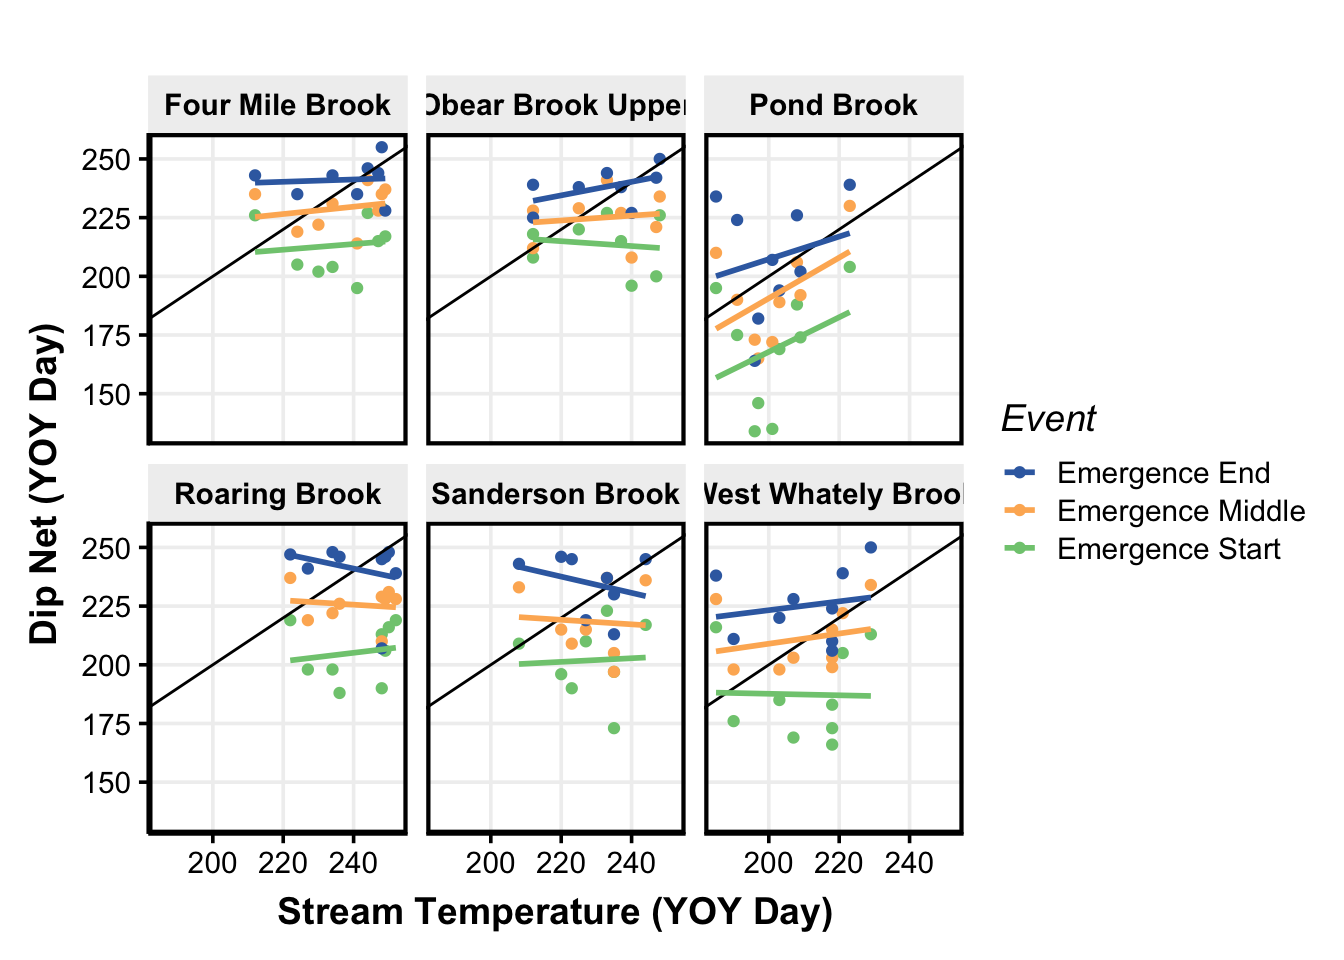 Four Mile Brook
Obear Brook Upper
Pond Brook
250
225
200
175
150
Roaring Brook
Sanderson Brook
West Whately Brook
250
225
200
175
150
200 220 240
200 220 240
200 220 240
Stream Temperature (YOY Day)
Dip Net (YOY Day)
Event
Emergence End
Emergence Middle
Emergence Start